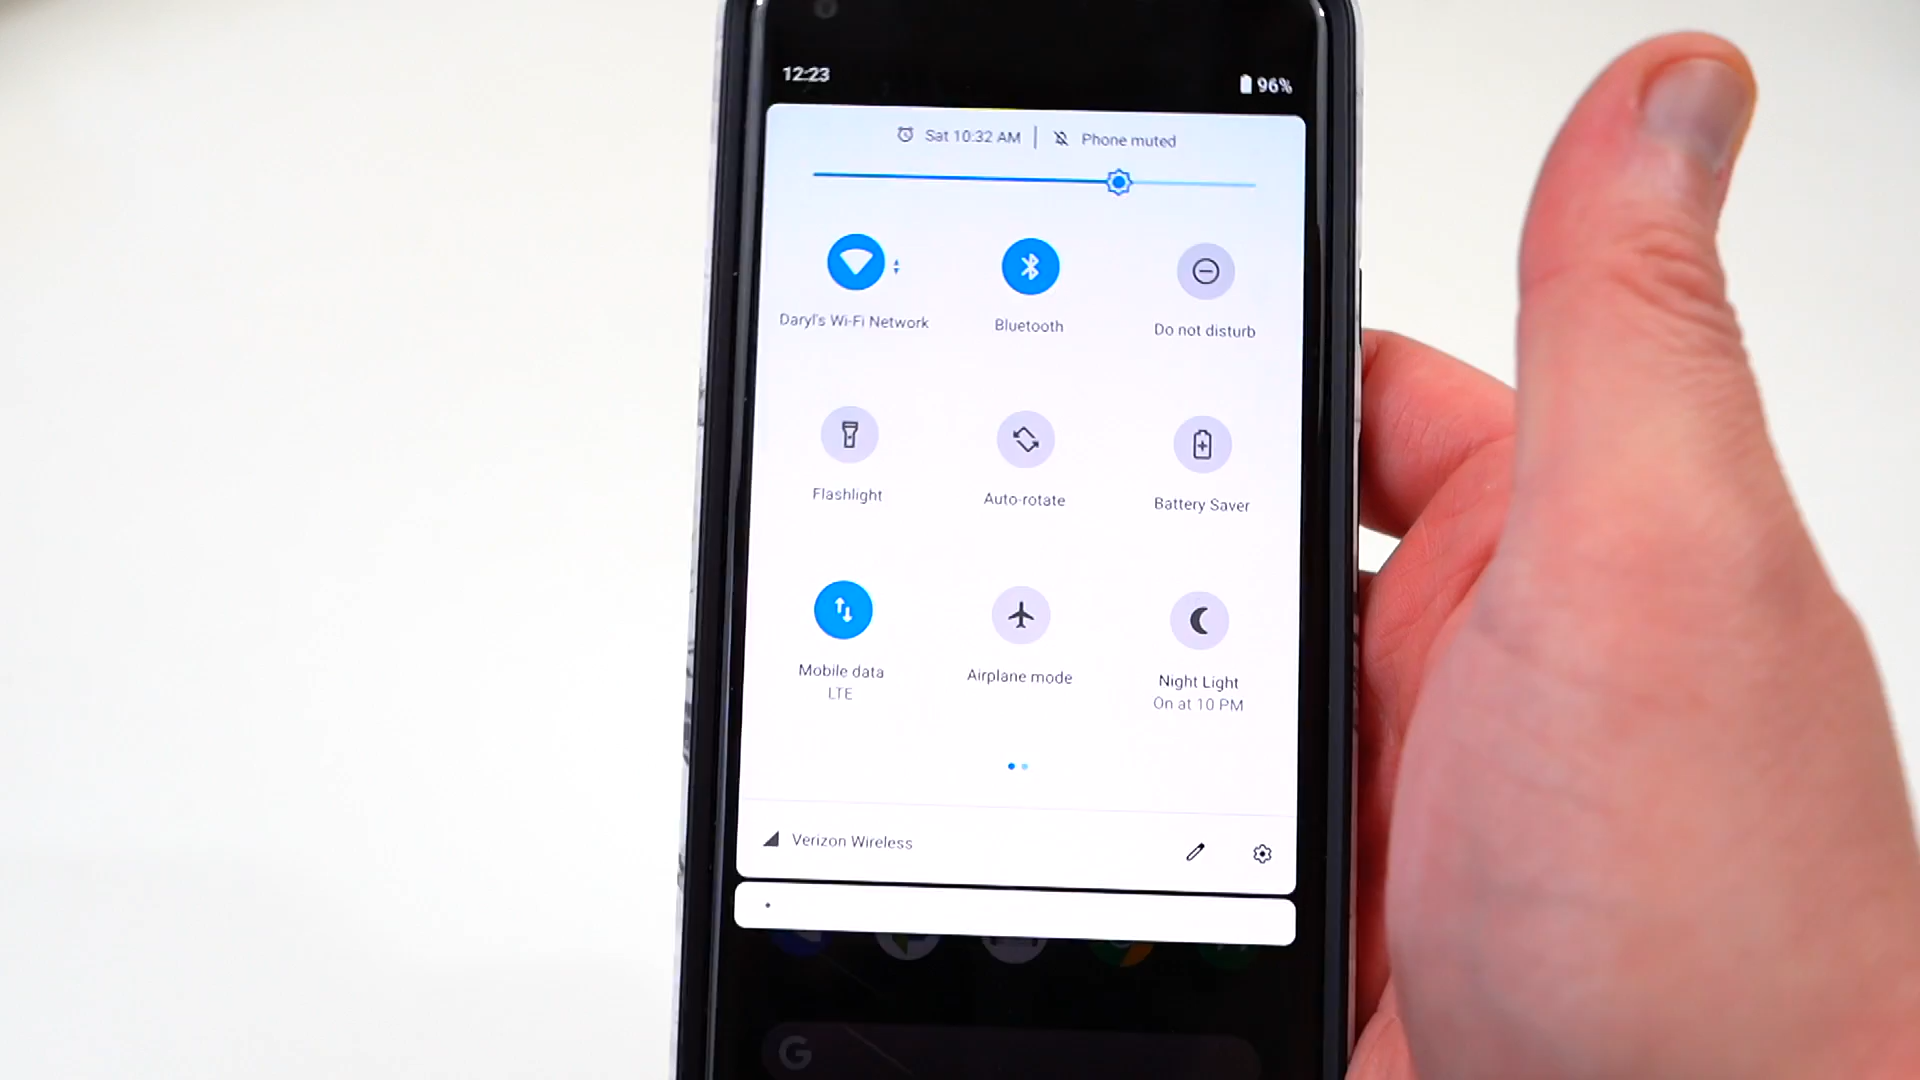 12:23
96%
Sat 10:32 AM | Phone muted
Daryl's Wi-Fi Network
Bluetooth
Do not disturb
Flashlight
Auto-rotate
Battery Saver
Mobile data
LTE
Airplane mode
Night Light
On at 10 PM
Verizon Wireless
G